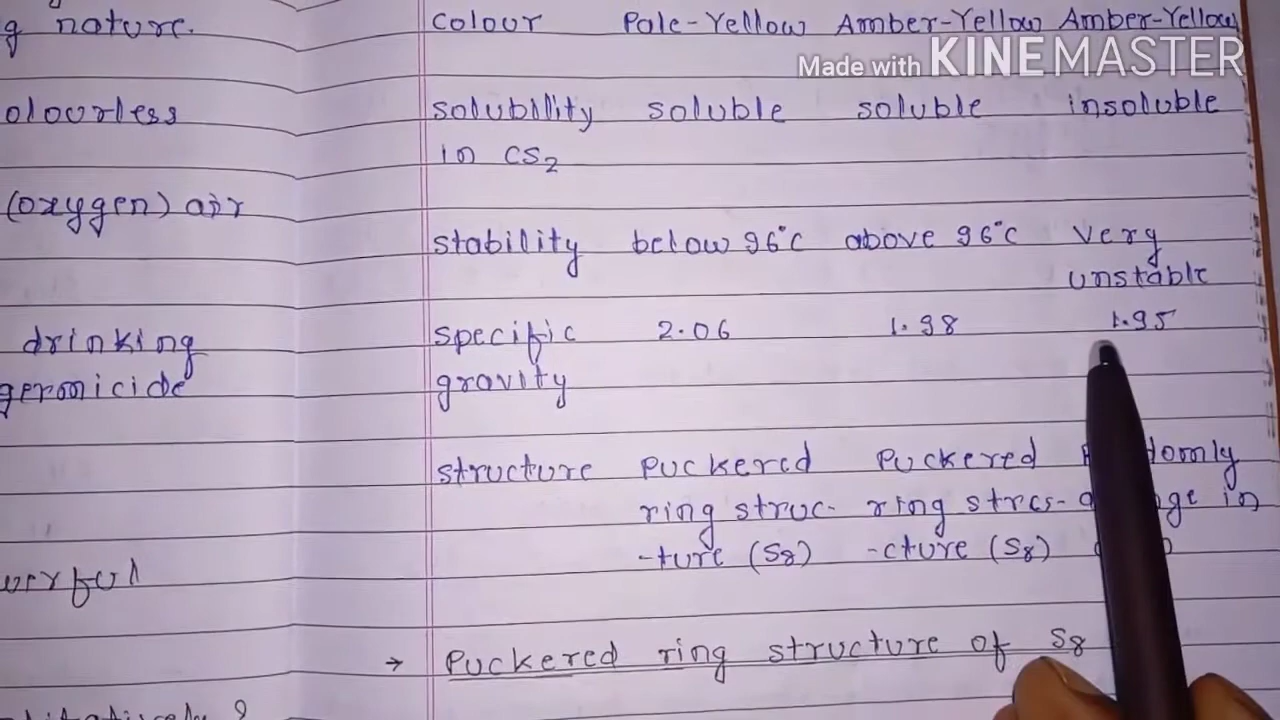 g nature.
olourless
(oxygen) air
drinking
germicide
colour Pale-Yellow Amber-Yellow Amber-Yellow
Made with KINEMASTER
solubility soluble soluble insoluble
in CS2
stability below 96°C above 96°C Very
unstable
specific 2.06 1.98 1.95
gravity
structure Puckered Puckered
ring struc- ring strcs- in
-ture (S8) -cture (S8)
→ Puckered ring structure of S8